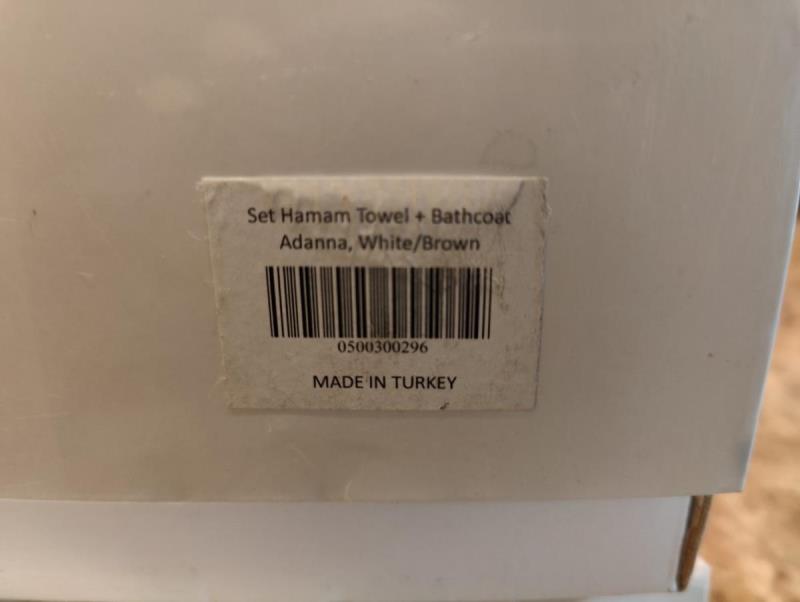 Set Hamam Towel + Bathcoat
Adanna, White/Brown
0500300296
MADE IN TURKEY